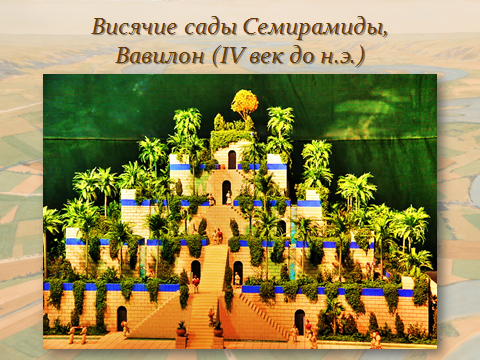 Висячие сады Семирамиды,
Вавилон (IV век до н.э.)